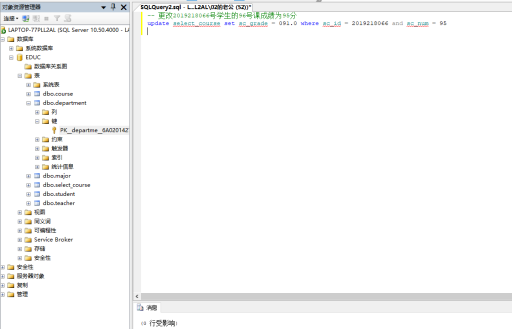 对象资源管理器
连接
LAPTOP-77PLL2AL (SQL Server 10.50.4000 - LA
数据库
系统数据库
EDUC
数据库关系图
表
系统表
dbo.course
dbo.department
列
键
PK__departme__6A020142
约束
触发器
索引
统计信息
dbo.major
dbo.select_course
dbo.student
dbo.teacher
视图
同义词
可编程性
Service Broker
存储
安全性
安全性
服务器对象
复制
管理
SQLQuery2.sql - L...L2AL\02的老公 (52))*
-- 更改2019218066号学生的96号课成绩为98分
update select_course set sc_grade = 091.0 where sc_id = 2019218066 and sc_num = 95
消息
行受影响)